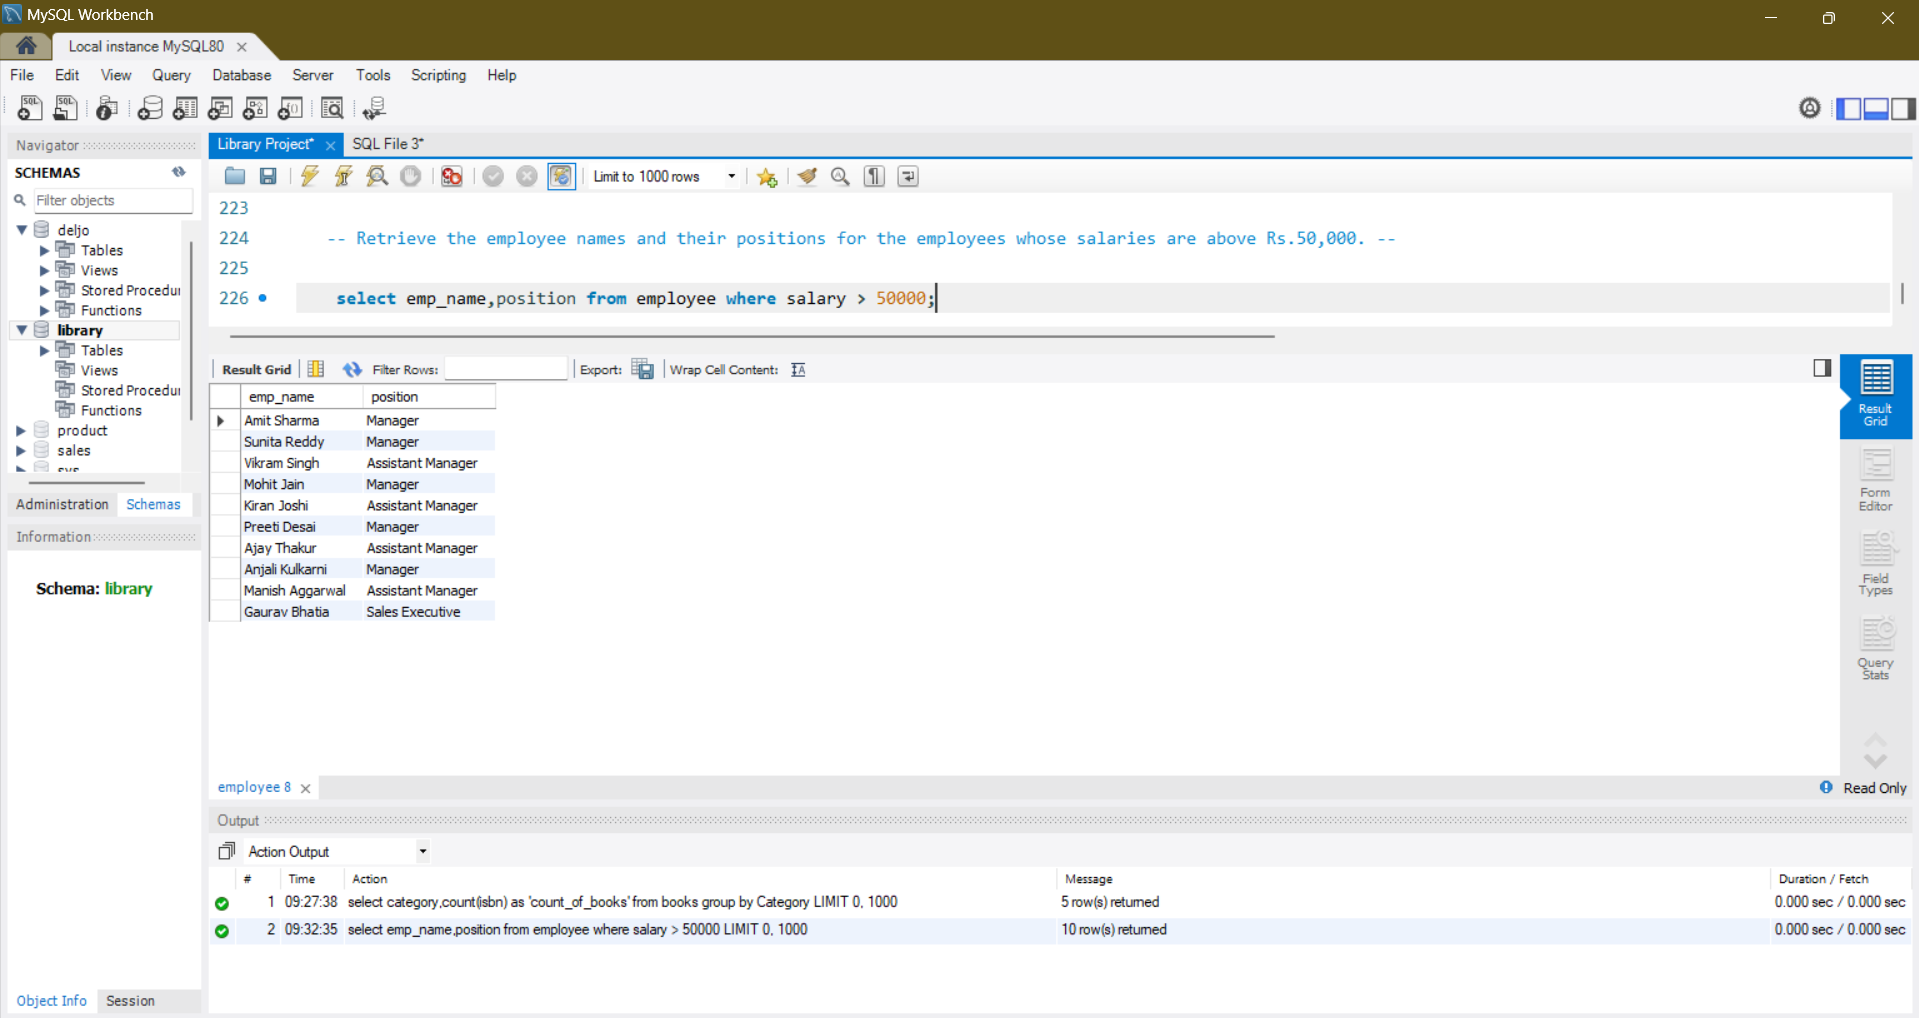 MySQL Workbench
Local instance MySQL80
File Edit View Query Database Server Tools Scripting Help
Navigator
SCHEMAS
Filter objects
deljo
Tables
Views
Stored Procedu
Functions
library
Tables
Views
Stored Procedu
Functions
product
sales
sys
Administration Schemas
Information
Schema: library
Object Info Session
Library Project* SQL File 3*
Limit to 1000 rows
223
224 -- Retrieve the employee names and their positions for the employees whose salaries are above Rs.50,000. --
225
226 select emp_name,position from employee where salary > 50000;
Result Grid Filter Rows: Export: Wrap Cell Content:
emp_name position
Amit Sharma Manager
Sunita Reddy Manager
Vikram Singh Assistant Manager
Mohit Jain Manager
Kiran Joshi Assistant Manager
Preeti Desai Manager
Ajay Thakur Assistant Manager
Anjali Kulkarni Manager
Manish Aggarwal Assistant Manager
Gaurav Bhatia Sales Executive
Result
Grid
Form
Editor
Field
Types
Query
Stats
employee 8
Read Only
Output
Action Output
# Time Action Message Duration / Fetch
1 09:27:38 select category,count(isbn) as 'count_of_books' from books group by Category LIMIT 0, 1000 5 row(s) returned 0.000 sec / 0.000 sec
2 09:32:35 select emp_name,position from employee where salary > 50000 LIMIT 0, 1000 10 row(s) returned 0.000 sec / 0.000 sec